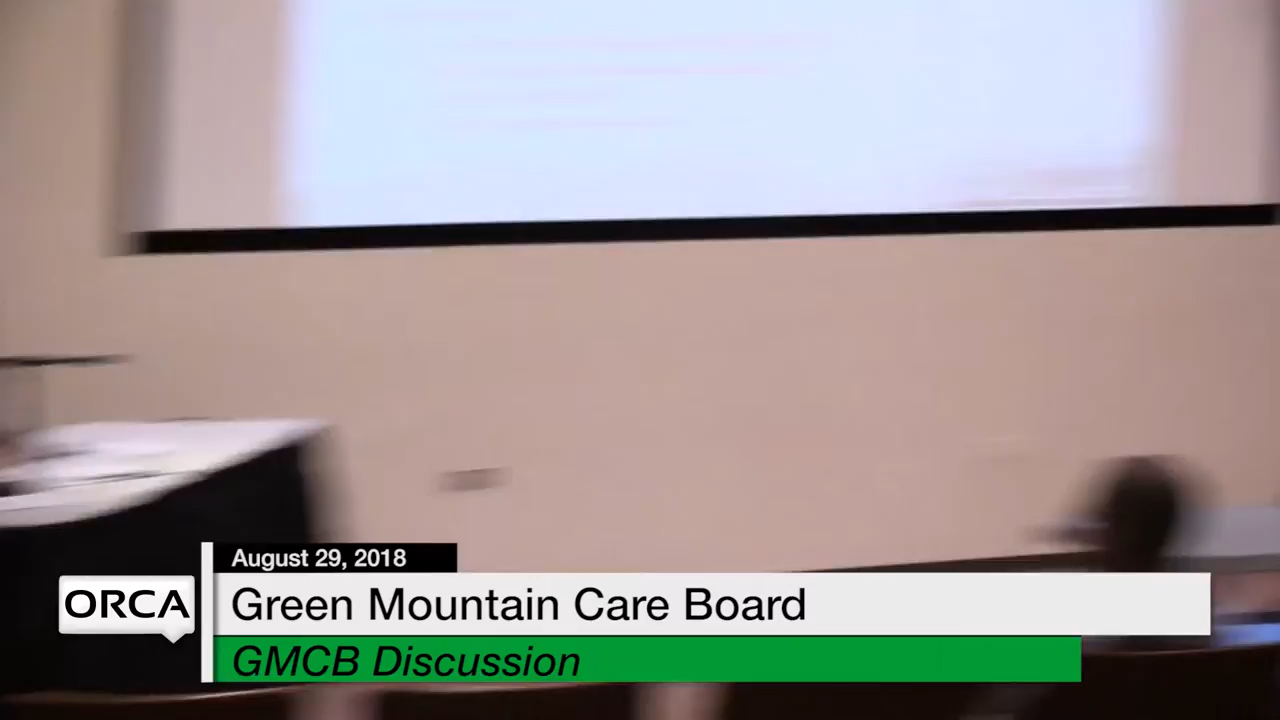 August 29, 2018
ORCA
Green Mountain Care Board
GMCB Discussion